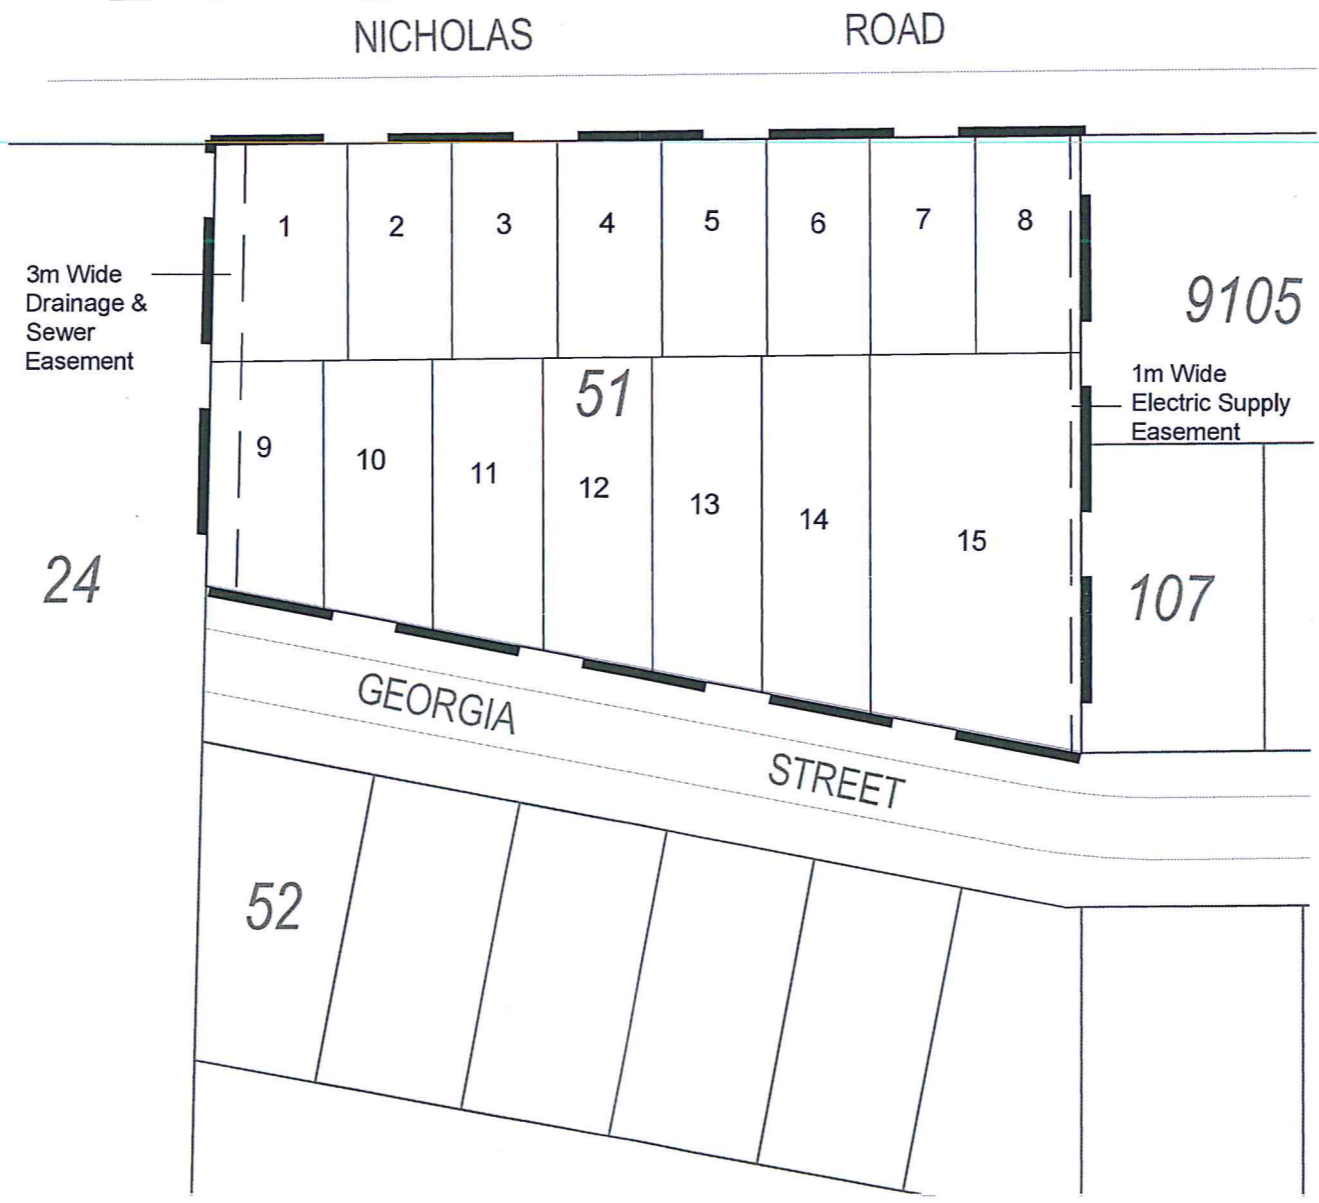 NICHOLAS ROAD
1 2 3 4 5 6 7 8
3m Wide
Drainage &
Sewer
Easement
9105
51
1m Wide
Electric Supply
Easement
9 10 11 12 13 14 15
24
107
GEORGIA STREET
52